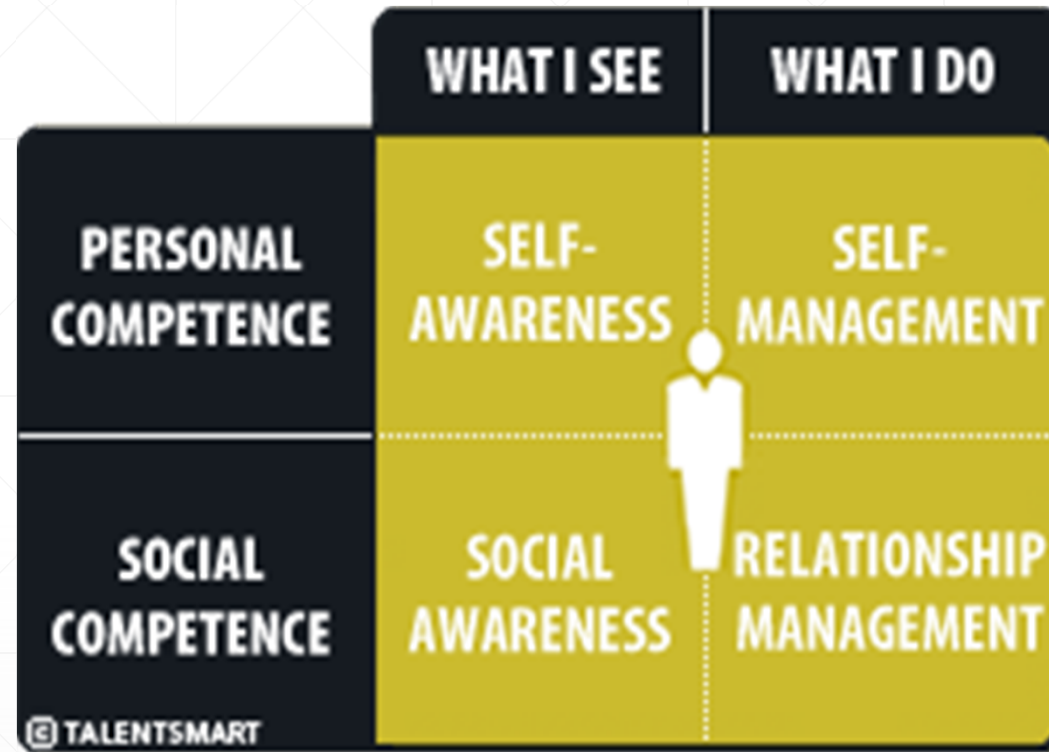 WHAT I SEE
WHAT I DO
PERSONAL
COMPETENCE
SELF-
AWARENESS
SELF-
MANAGEMENT
SOCIAL
COMPETENCE
SOCIAL
AWARENESS
RELATIONSHIP
MANAGEMENT
© TALENTSMART